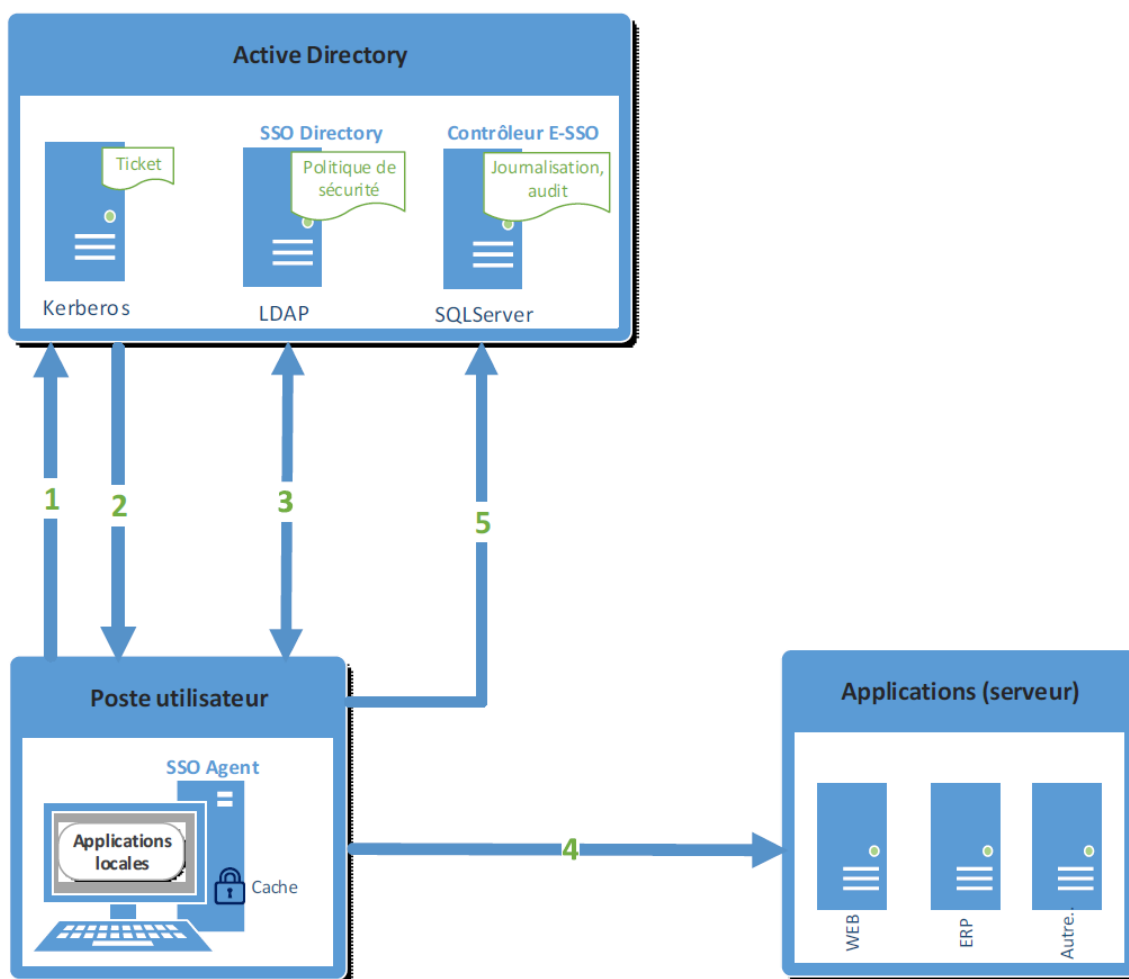 Active Directory
SSO Directory
Contrôleur E-SSO
Ticket
Politique de
sécurité
Journalisation,
audit
Kerberos
LDAP
SQLServer
1
2
3
5
Poste utilisateur
SSO Agent
Applications
locales
Cache
4
Applications (serveur)
WEB
ERP
Autre..